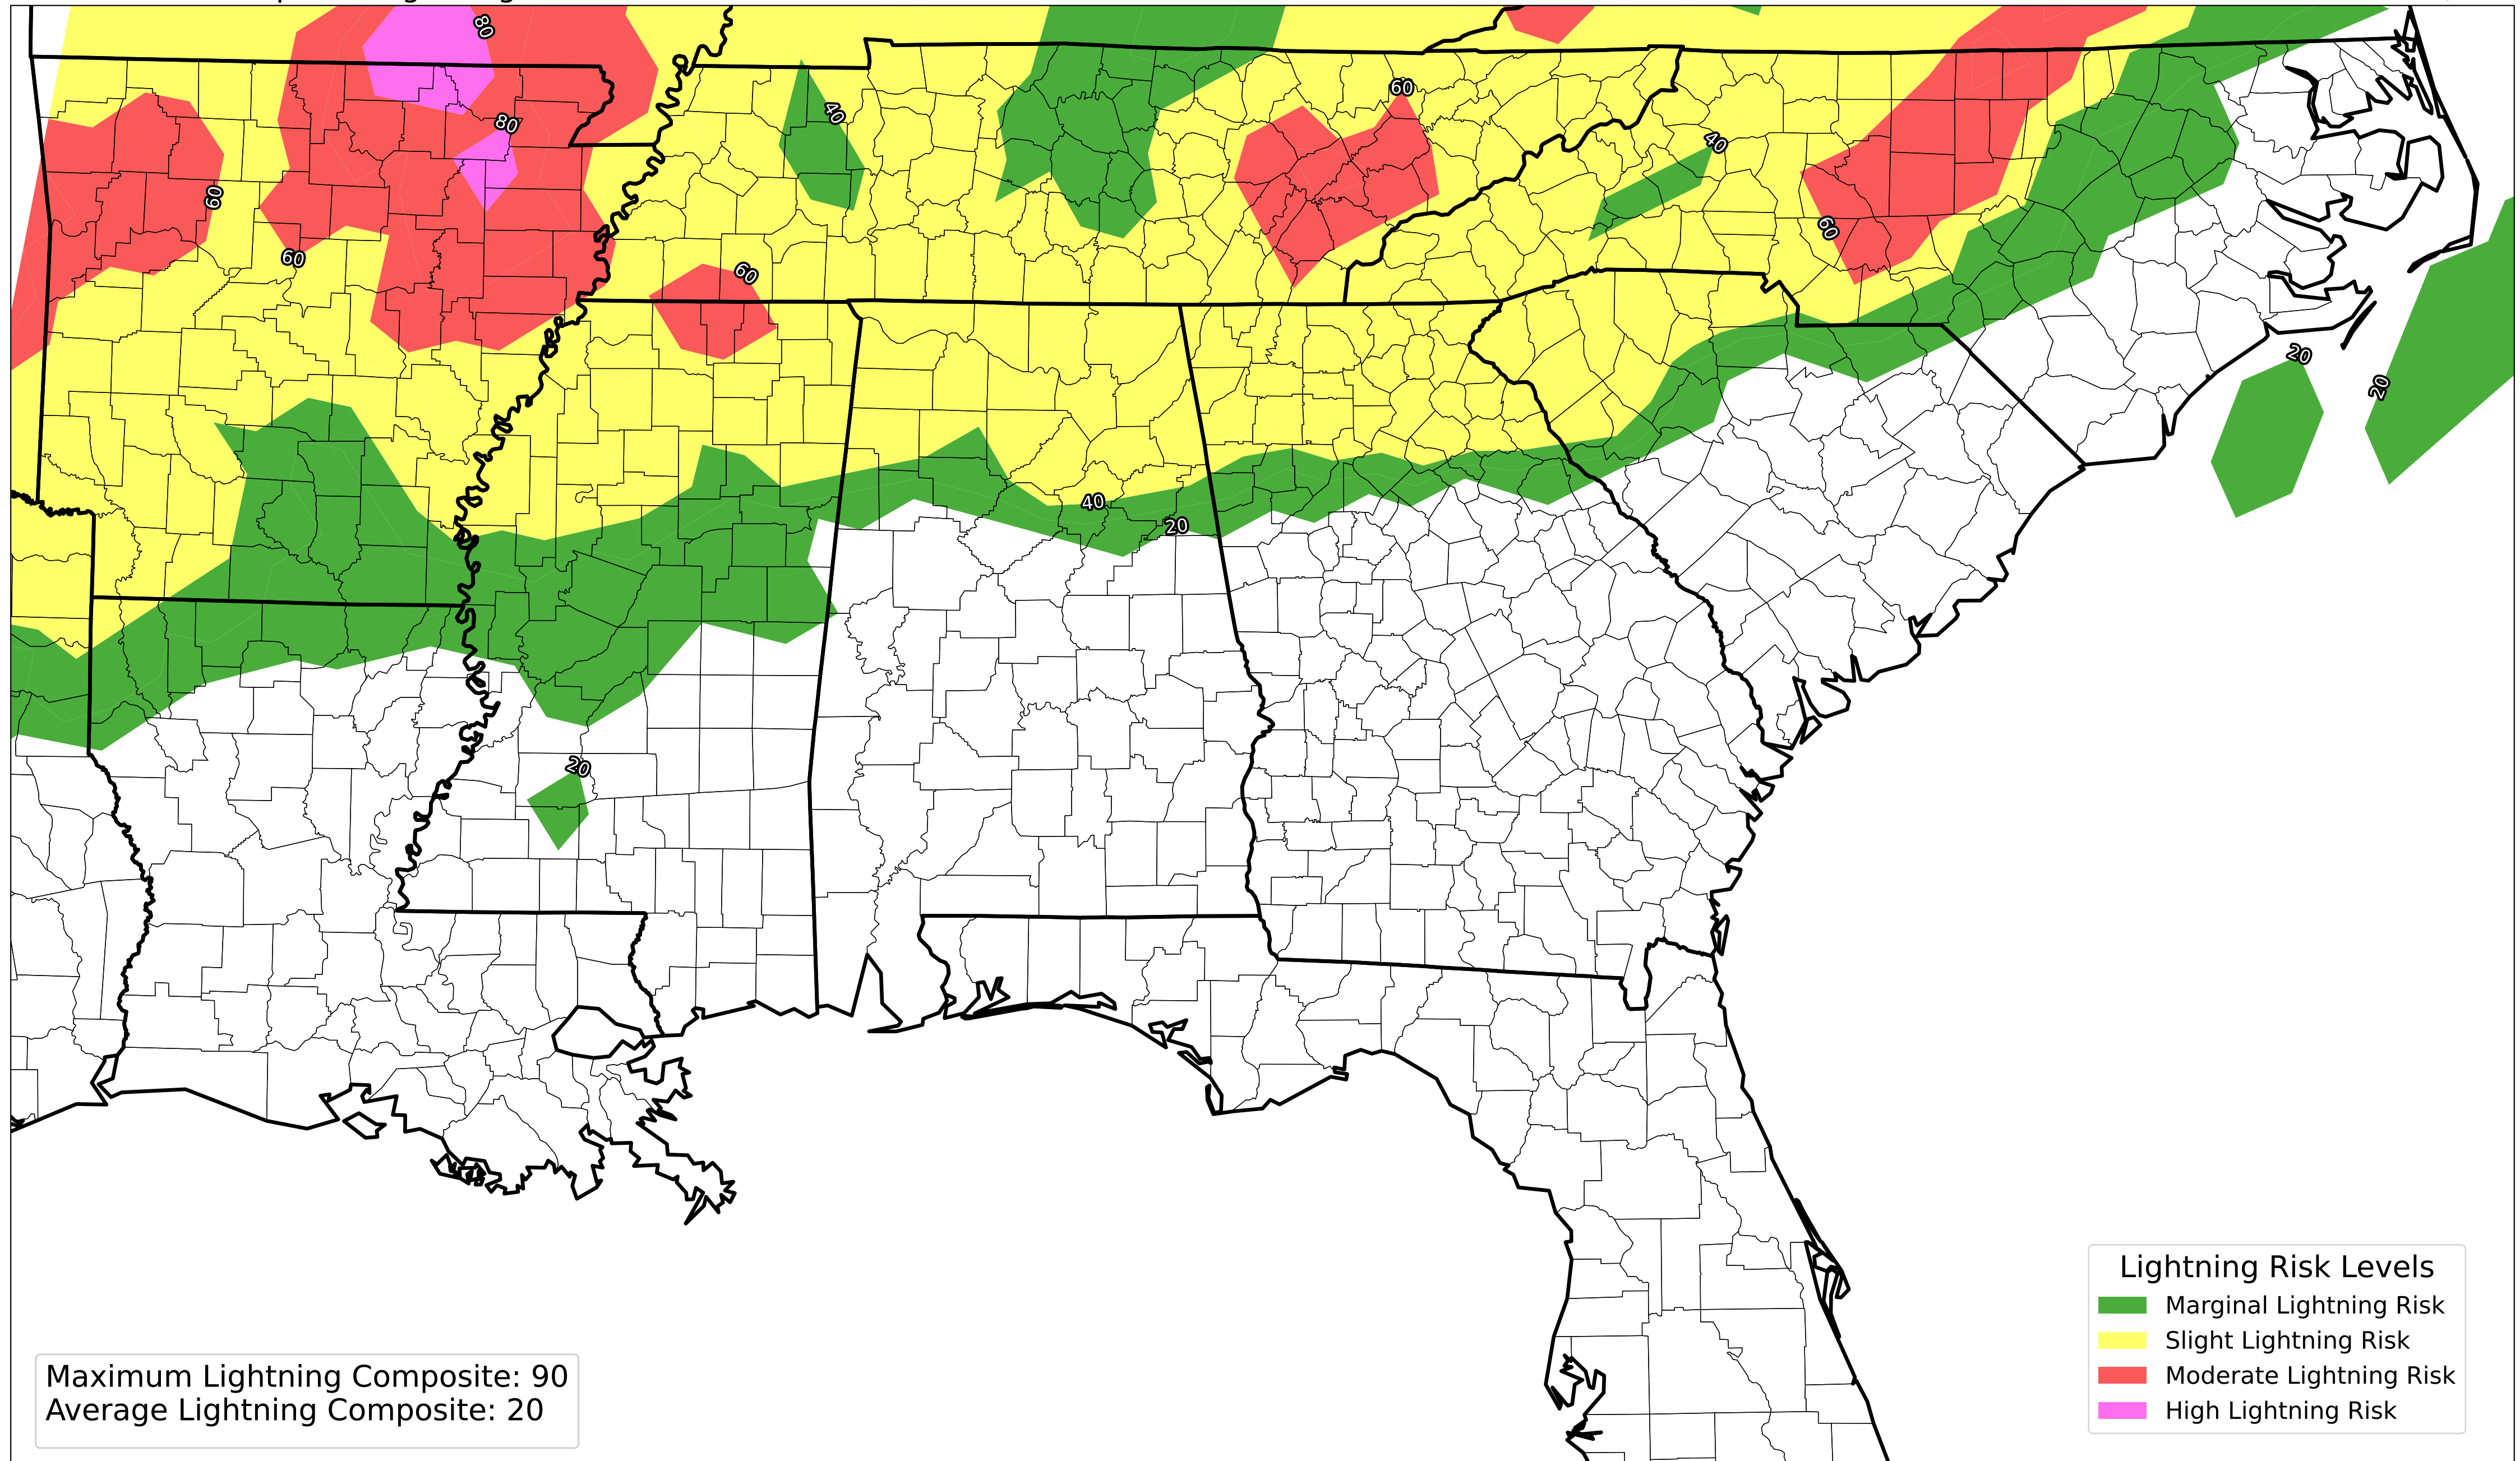 80
40
60
80
40
60
60
60
60
20
20
40
20
20
Lightning Risk Levels
Marginal Lightning Risk
Slight Lightning Risk
Moderate Lightning Risk
High Lightning Risk
Maximum Lightning Composite: 90
Average Lightning Composite: 20